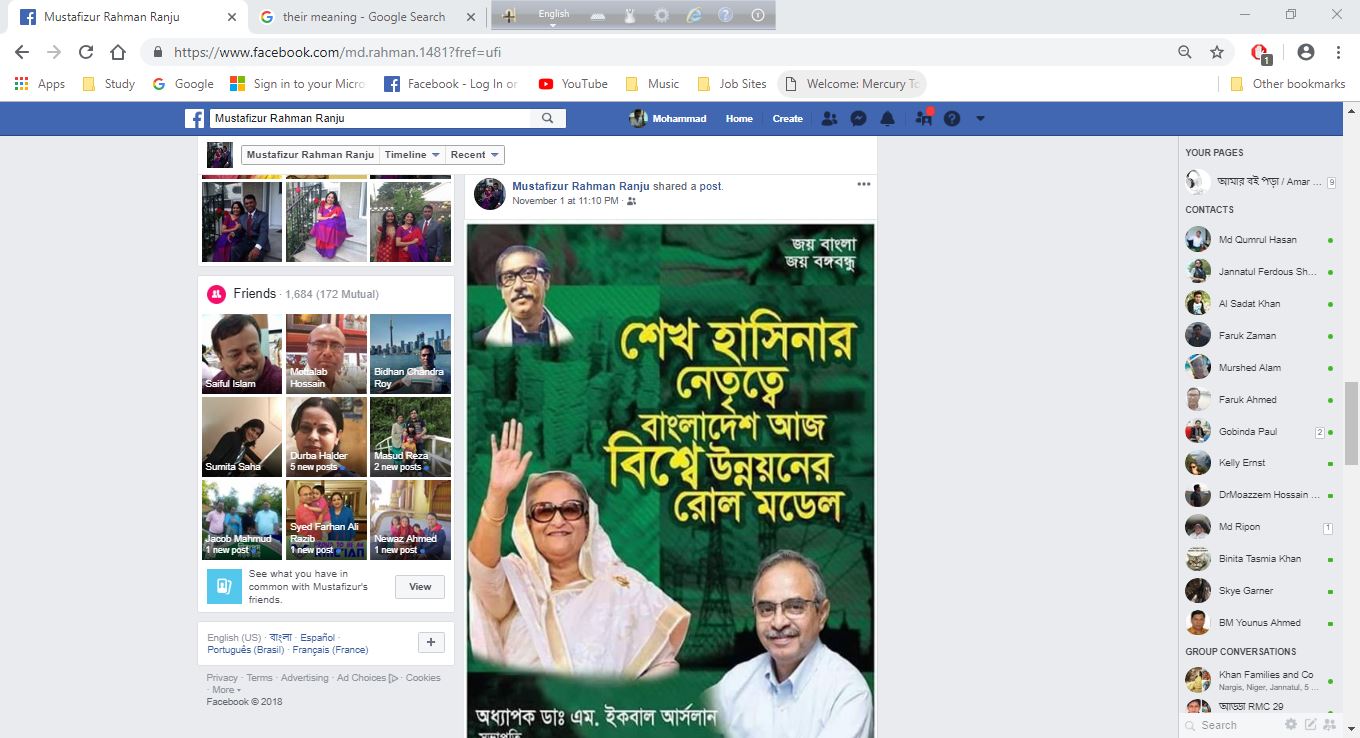 Mustafizur Rahman Ranju
their meaning - Google Search
English
https://www.facebook.com/md.rahman.1481?fref=ufi
1
Apps
Study
Google
Sign in to your Micro
Facebook - Log In or
YouTube
Music
Job Sites
Welcome: Mercury To
Other bookmarks
Mustafizur Rahman Ranju
Mohammad
Home
Create
Mustafizur Rahman Ranju
Timeline
Recent
Friends · 1,684 (172 Mutual)
Saiful Islam
Mottalab
Hossain
Bidhan Chandra
Roy
Sumita Saha
Durba Halder
5 new posts
Masud Reza
2 new posts
Jacob Mahmud
1 new post
Syed Farhan Ali
Razib
1 new post
Newaz Ahmed
1 new post
See what you have in
common with Mustafizur's
friends.
View
English (US) · বাংলা · Español ·
Português (Brasil) · Français (France)
+
Privacy · Terms · Advertising · Ad Choices · Cookies
· More
Facebook © 2018
Mustafizur Rahman Ranju shared a post.
November 1 at 11:10 PM ·
জয় বাংলা
জয় বঙ্গবন্ধু
শেখ হাসিনার
নেতৃত্বে
বাংলাদেশ আজ
বিশ্বে উন্নয়নের
রোল মডেল
অধ্যাপক ডাঃ এম. ইকবাল আর্সলান
সভাপতি
YOUR PAGES
আমার বই পড়া / Amar ...
9
CONTACTS
Md Qumrul Hasan
Jannatul Ferdous Sh...
Al Sadat Khan
Faruk Zaman
Murshed Alam
Faruk Ahmed
Gobinda Paul
2
Kelly Ernst
DrMoazzem Hossain ...
Md Ripon
1
Binita Tasmia Khan
Skye Garner
BM Younus Ahmed
GROUP CONVERSATIONS
Khan Families and Co
Nargis, Niger, Jannatul, 5 ...
আড্ডা RMC 29
Search